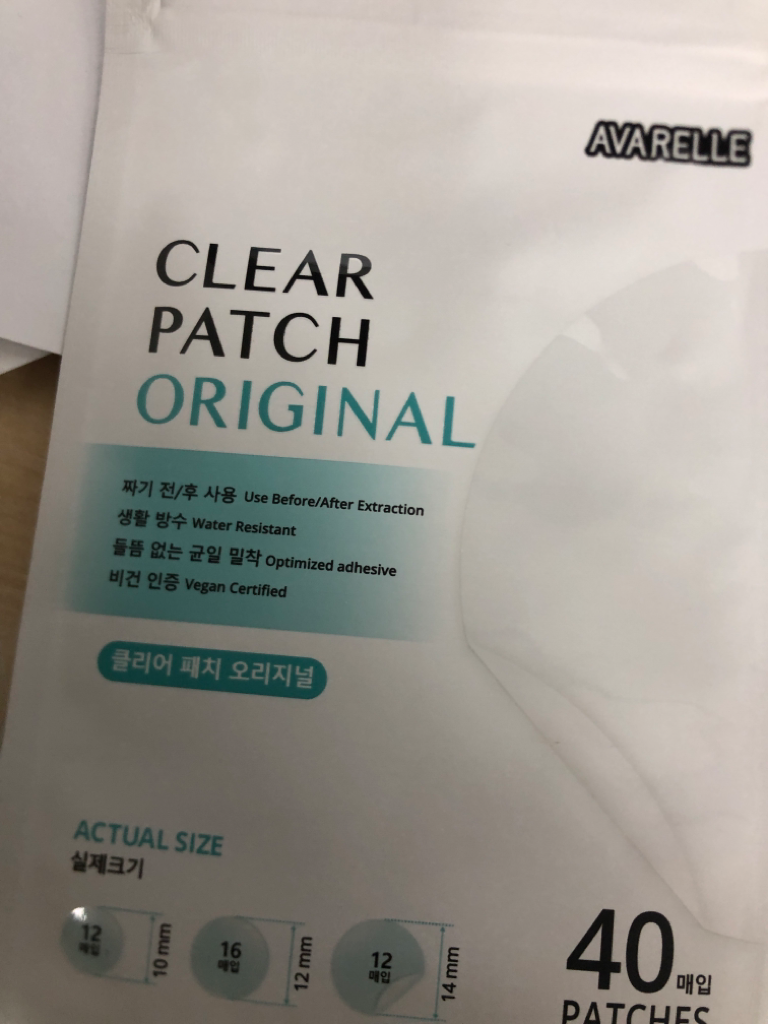 AVARELLE
CLEAR
PATCH
ORIGINAL
짜기 전/후 사용 Use Before/After Extraction
생활 방수 Water Resistant
들뜸 없는 균일 밀착 Optimized adhesive
비건 인증 Vegan Certified
클리어 패치 오리지널
ACTUAL SIZE
실제크기
12
매입
10 mm
16
매입
12 mm
12
매입
14 mm
40 매입
PATCHES